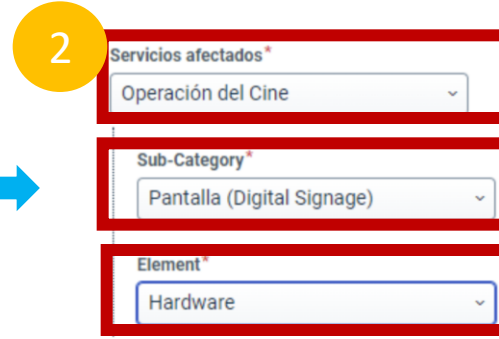 2
Servicios afectados*
Operación del Cine
Sub-Category*
Pantalla (Digital Signage)
Element*
Hardware